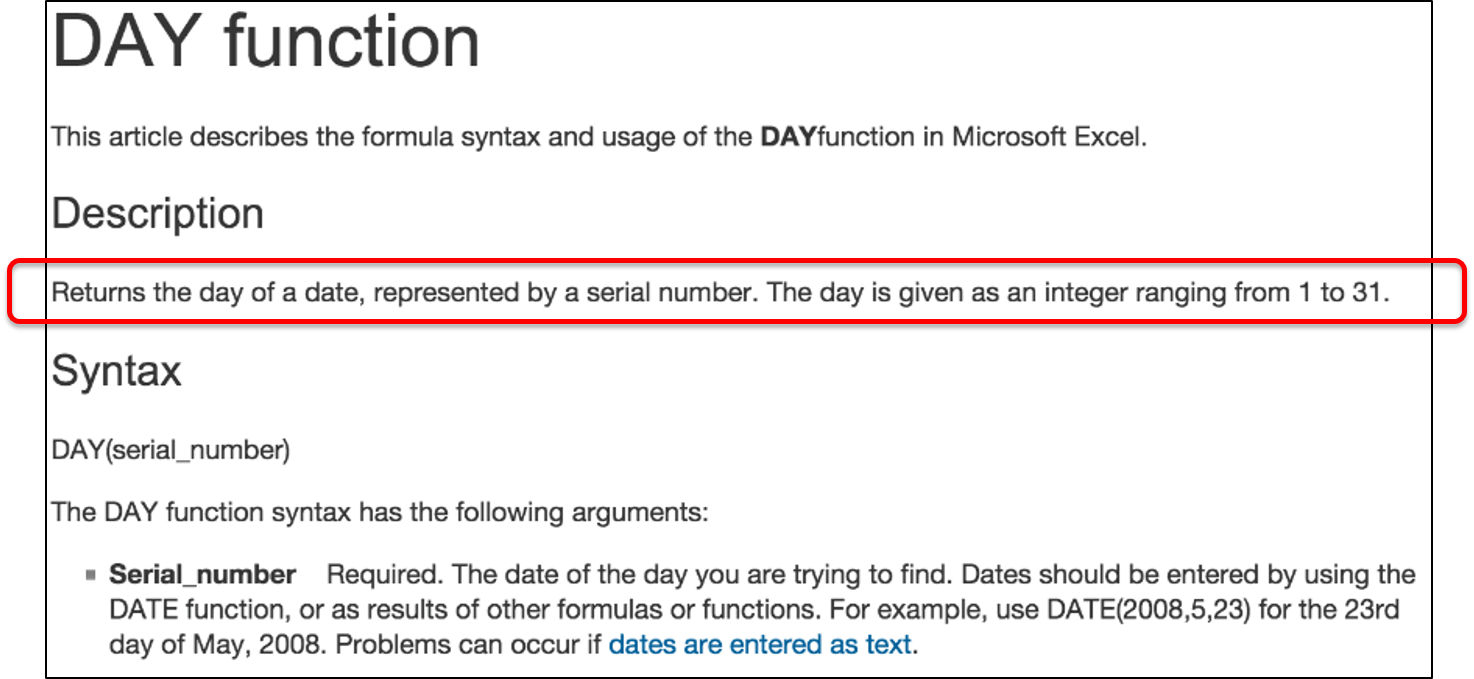 DAY function
This article describes the formula syntax and usage of the DAYfunction in Microsoft Excel.
Description
Returns the day of a date, represented by a serial number. The day is given as an integer ranging from 1 to 31.
Syntax
DAY(serial_number)
The DAY function syntax has the following arguments:
Serial_number Required. The date of the day you are trying to find. Dates should be entered by using the
DATE function, or as results of other formulas or functions. For example, use DATE(2008,5,23) for the 23rd
day of May, 2008. Problems can occur if dates are entered as text.